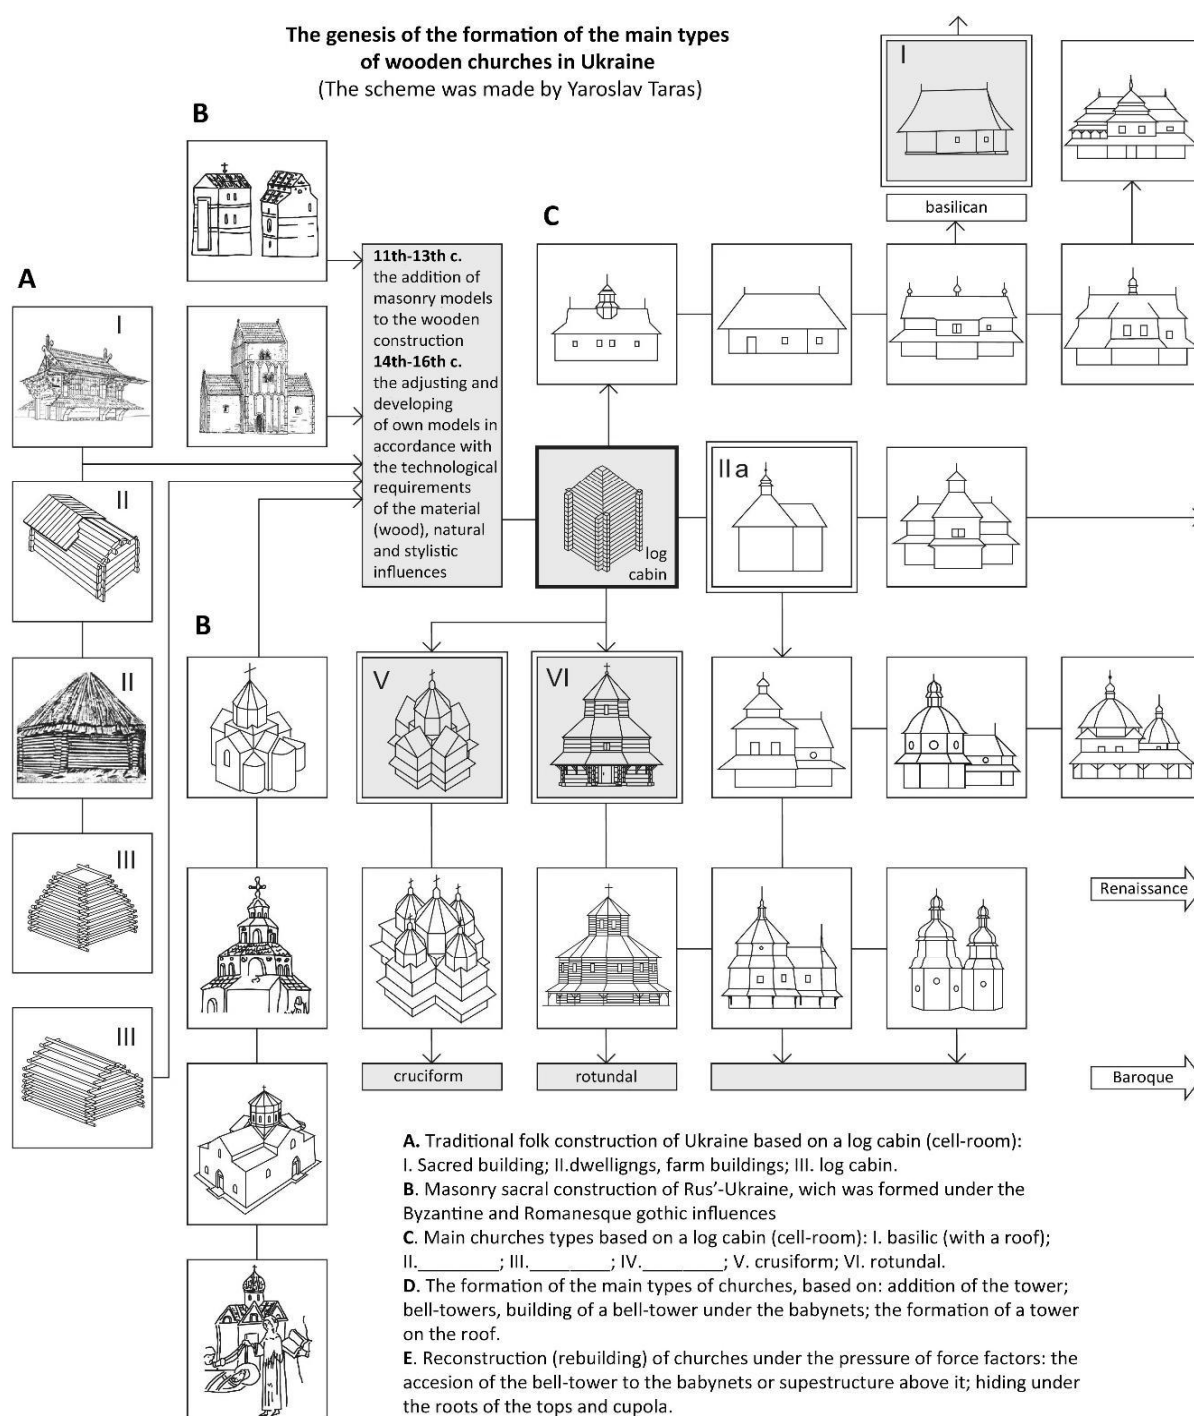 The genesis of the formation of the main types
of wooden churches in Ukraine
(The scheme was made by Yaroslav Taras)
B
I
basilican
C
A
I
11th-13th c.
the addition of
masonry models
to the wooden
construction
14th-16th c.
the adjusting and
developing
of own models in
accordance with
the technological
requirements
of the material
(wood), natural
and stylistic
influences
II
log
cabin
II a
B
II
V
VI
III
Renaissance
III
cruciform
rotundal
Baroque
A. Traditional folk construction of Ukraine based on a log cabin (cell-room):
I. Sacred building; II.dwelligngs, farm buildings; III. log cabin.
B. Masonry sacral construction of Rus’-Ukraine, wich was formed under the
Byzantine and Romanesque gothic influences
C. Main churches types based on a log cabin (cell-room): I. basilic (with a roof);
II.________; III.________; IV.________; V. crusiform; VI. rotundal.
D. The formation of the main types of churches, based on: addition of the tower;
bell-towers, building of a bell-tower under the babynets; the formation of a tower
on the roof.
E. Reconstruction (rebuilding) of churches under the pressure of force factors: the
accesion of the bell-tower to the babynets or supestructure above it; hiding under
the roots of the tops and cupola.